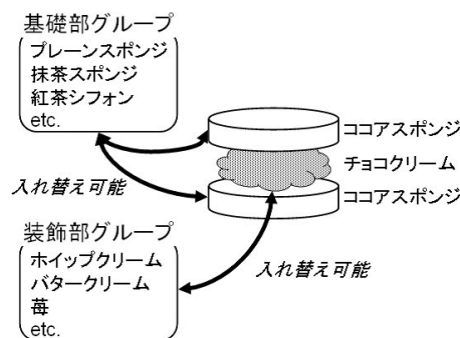 基礎部グループ
プレーンスポンジ
抹茶スポンジ
紅茶シフォン
etc.
ココアスポンジ
チョコクリーム
ココアスポンジ
入れ替え可能
装飾部グループ
ホイップクリーム
バタークリーム
苺
etc.
入れ替え可能